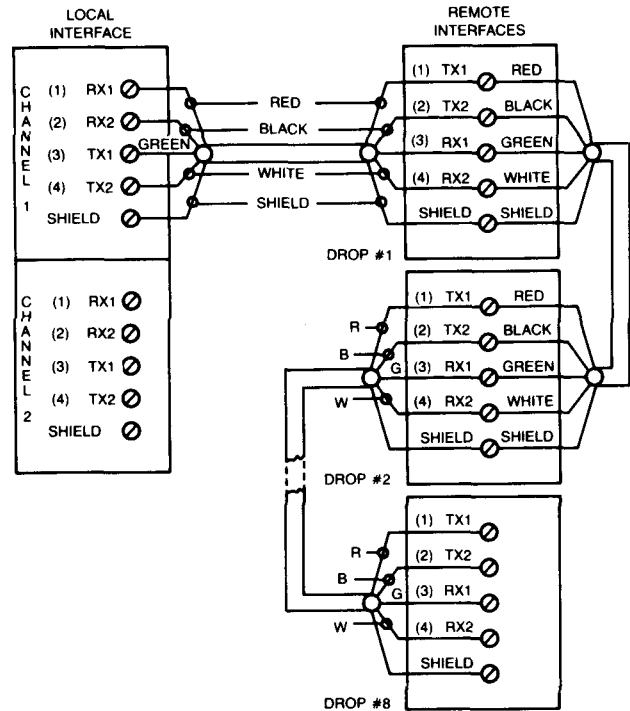 LOCAL
INTERFACE
CHANNEL 1
(1) RX1
(2) RX2
(3) TX1
(4) TX2
SHIELD
GREEN
RED
BLACK
WHITE
SHIELD
REMOTE
INTERFACES
(1) TX1 RED
(2) TX2 BLACK
(3) RX1 GREEN
(4) RX2 WHITE
SHIELD SHIELD
DROP #1
CHANNEL 2
(1) RX1
(2) RX2
(3) TX1
(4) TX2
SHIELD
R
B
G
W
(1) TX1 RED
(2) TX2 BLACK
(3) RX1 GREEN
(4) RX2 WHITE
SHIELD SHIELD
DROP #2
R
B
G
W
(1) TX1
(2) TX2
(3) RX1
(4) RX2
SHIELD
DROP #8